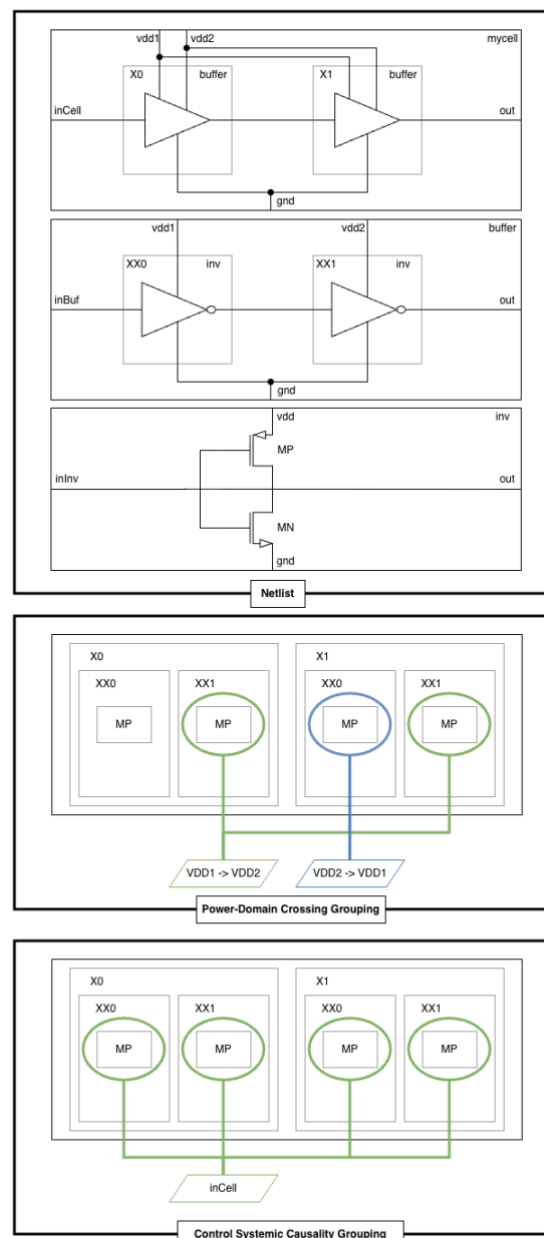 vdd1 vdd2 mycell
X0 buffer X1 buffer
inCell out
gnd
vdd1 vdd2 buffer
XX0 inv XX1 inv
inBuf out
gnd
vdd inv
MP
inInv out
MN
gnd
Netlist
X0 X1
XX0 XX1 XX0 XX1
MP MP MP MP
VDD1 -> VDD2 VDD2 -> VDD1
Power-Domain Crossing Grouping
X0 X1
XX0 XX1 XX0 XX1
MP MP MP MP
inCell
Control Systemic Causality Grouping